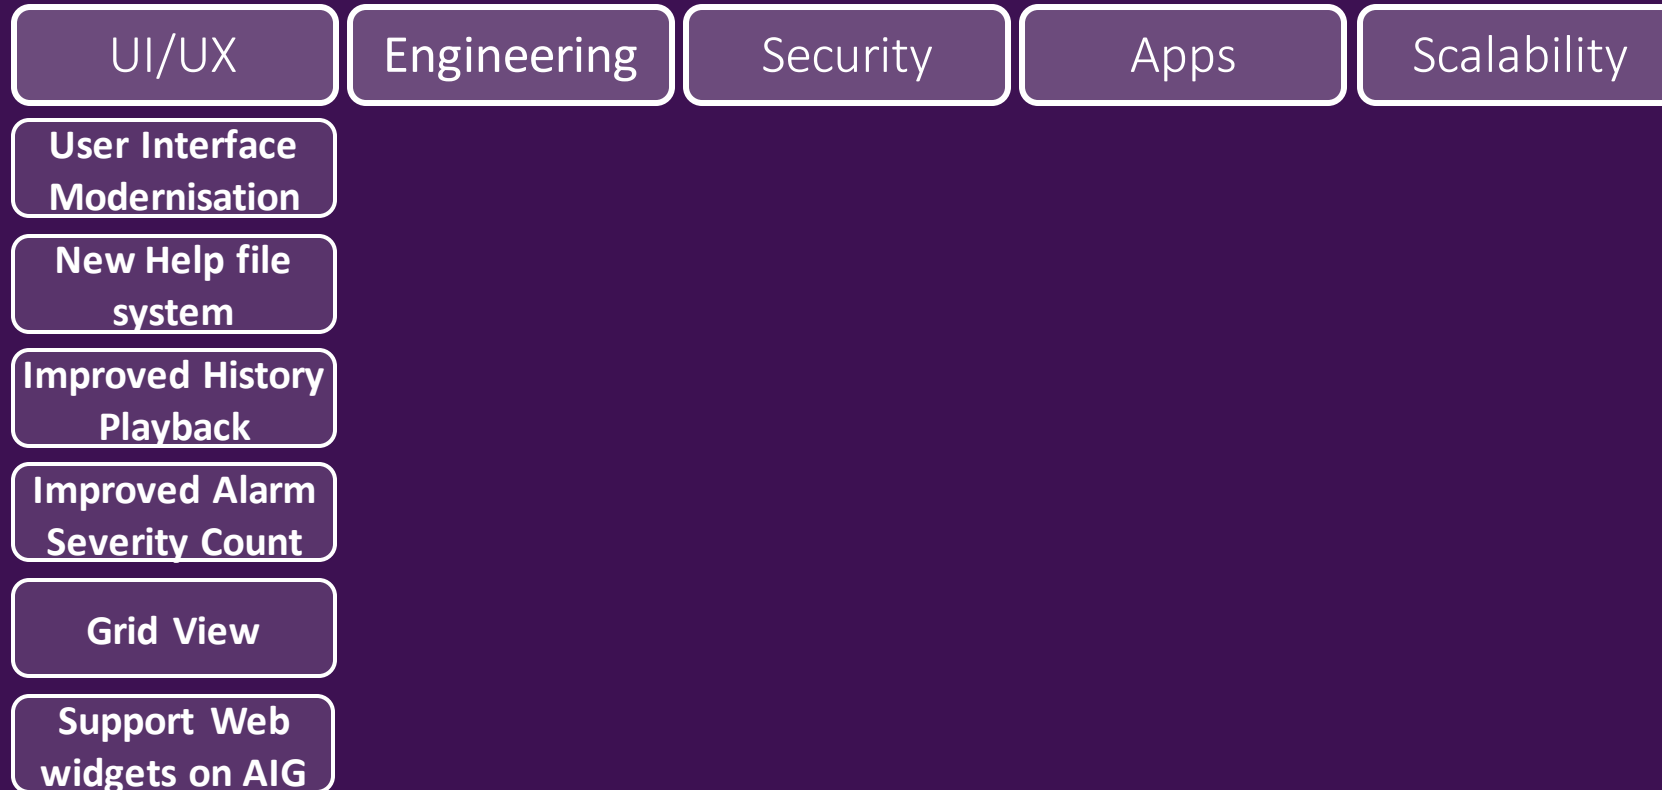 UI/UX
Engineering
Security
Apps
Scalability
User Interface
Modernisation
New Help file
system
Improved History
Playback
Improved Alarm
Severity Count
Grid View
Support Web
widgets on AIG